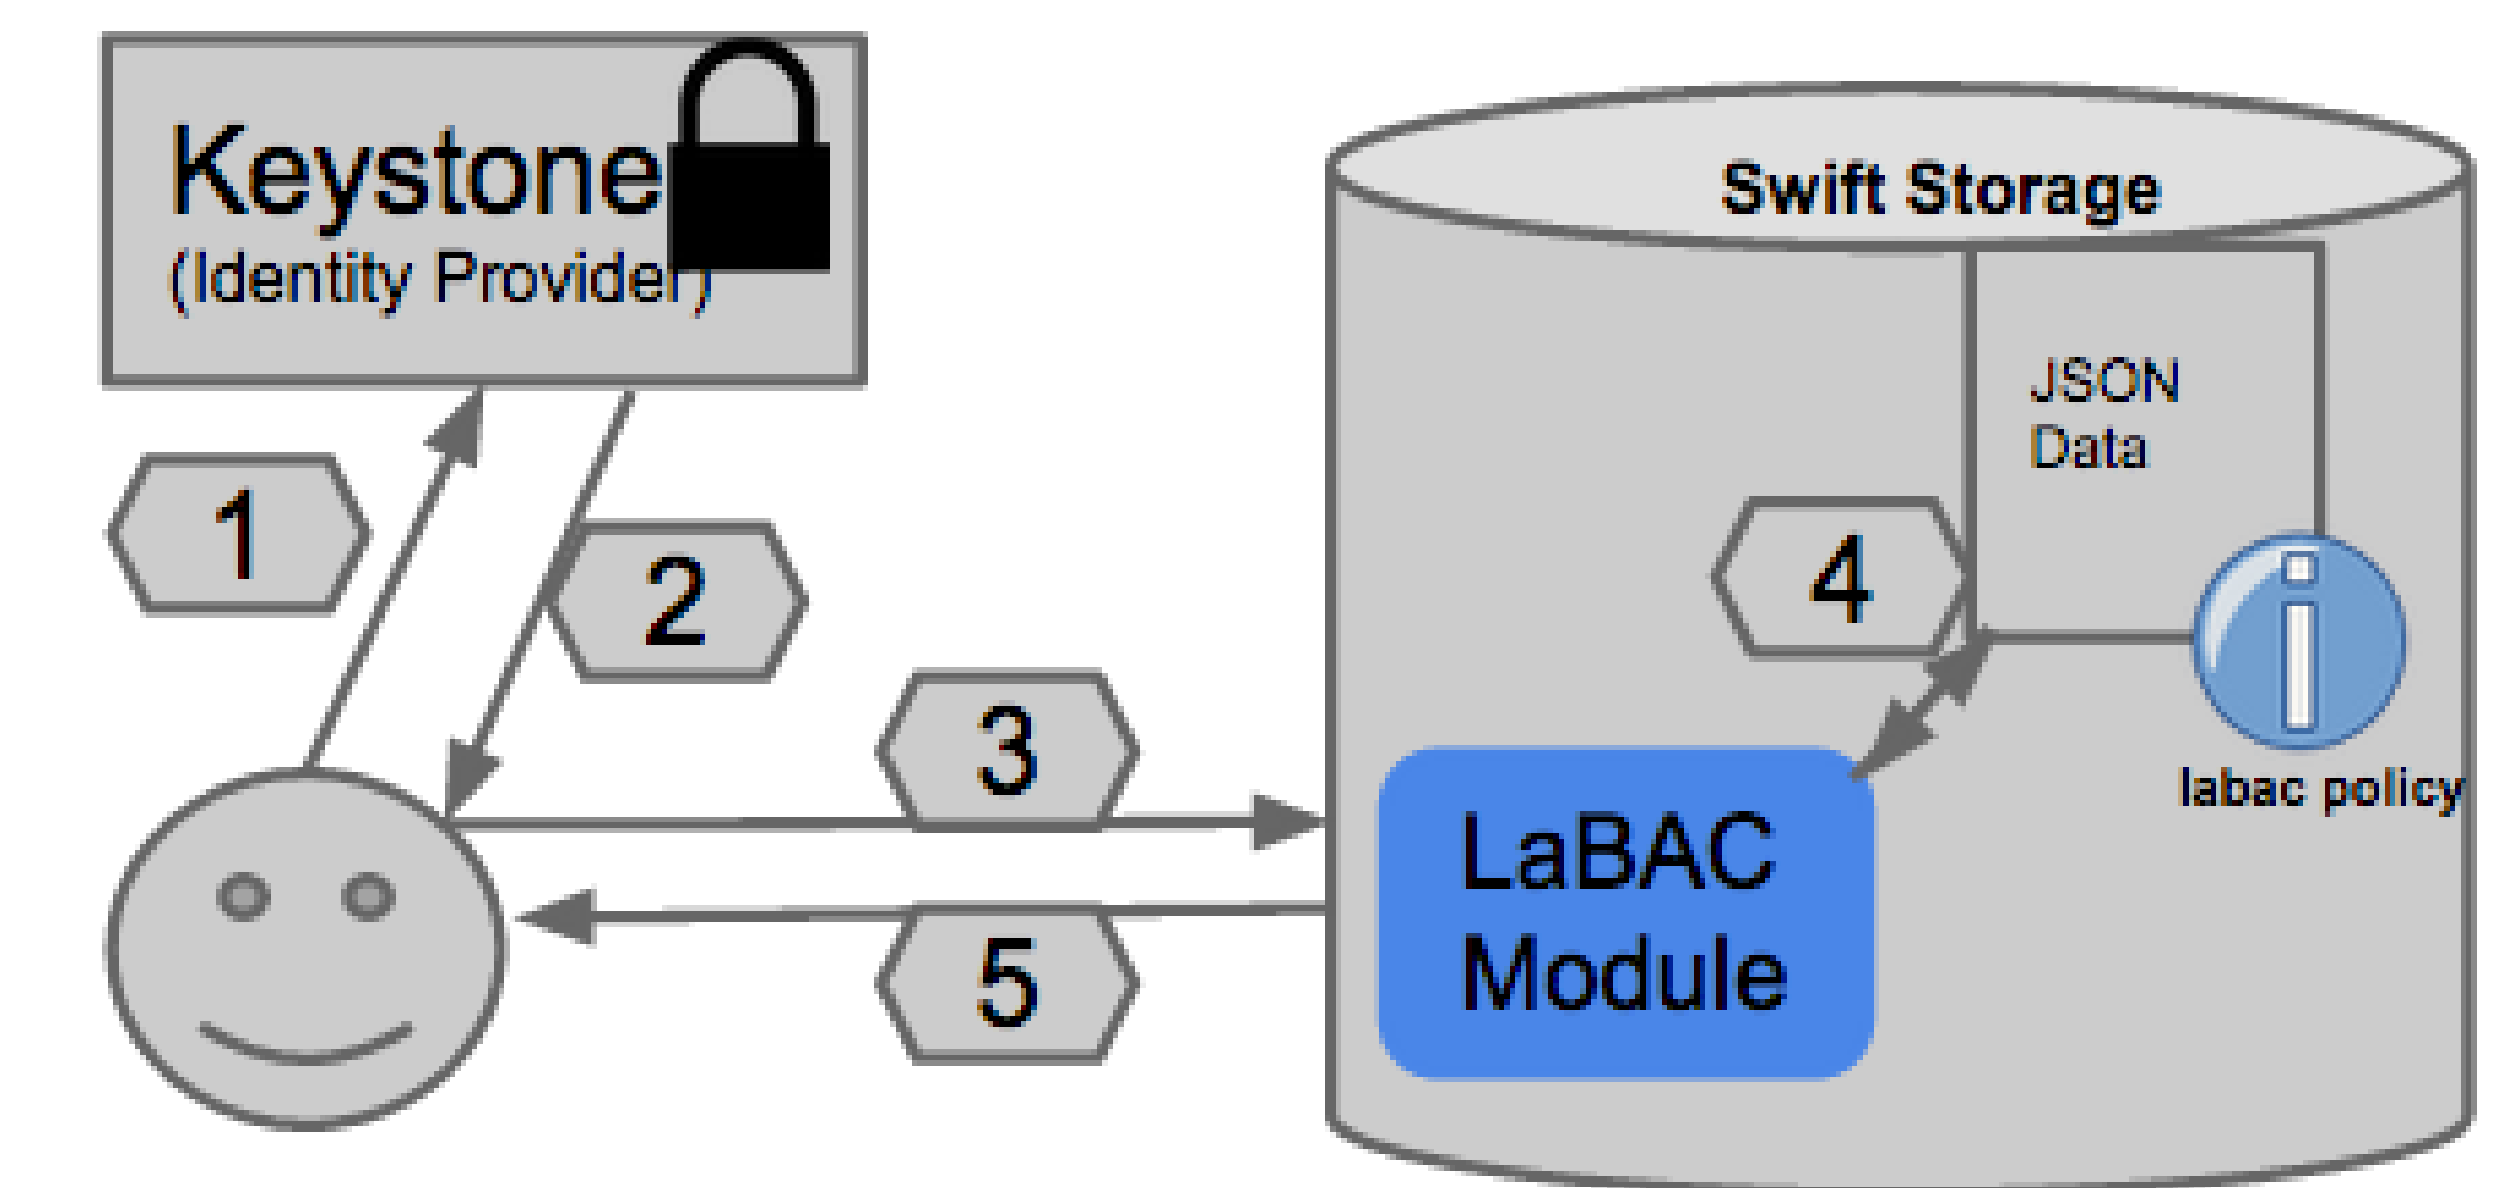 Keystone
(Identity Provider)
Swift Storage
JSON
Data
1
2
3
4
5
i
labac policy
LaBAC
Module